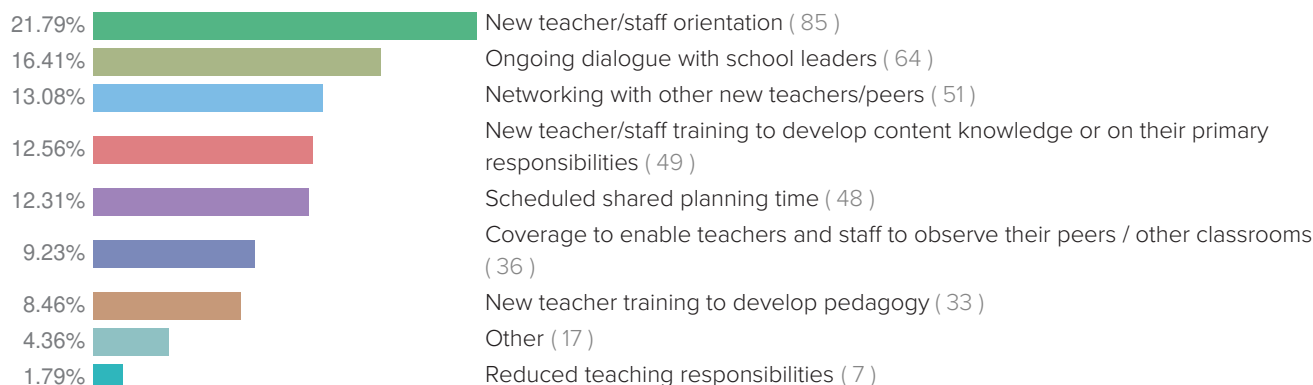 21.79% New teacher/staff orientation ( 85 )
16.41% Ongoing dialogue with school leaders ( 64 )
13.08% Networking with other new teachers/peers ( 51 )
New teacher/staff training to develop content knowledge or on their primary
12.56% responsibilities ( 49 )
12.31% Scheduled shared planning time ( 48 )
Coverage to enable teachers and staff to observe their peers / other classrooms
9.23% ( 36 )
8.46% New teacher training to develop pedagogy ( 33 )
4.36% Other ( 17 )
1.79% Reduced teaching responsibilities ( 7 )